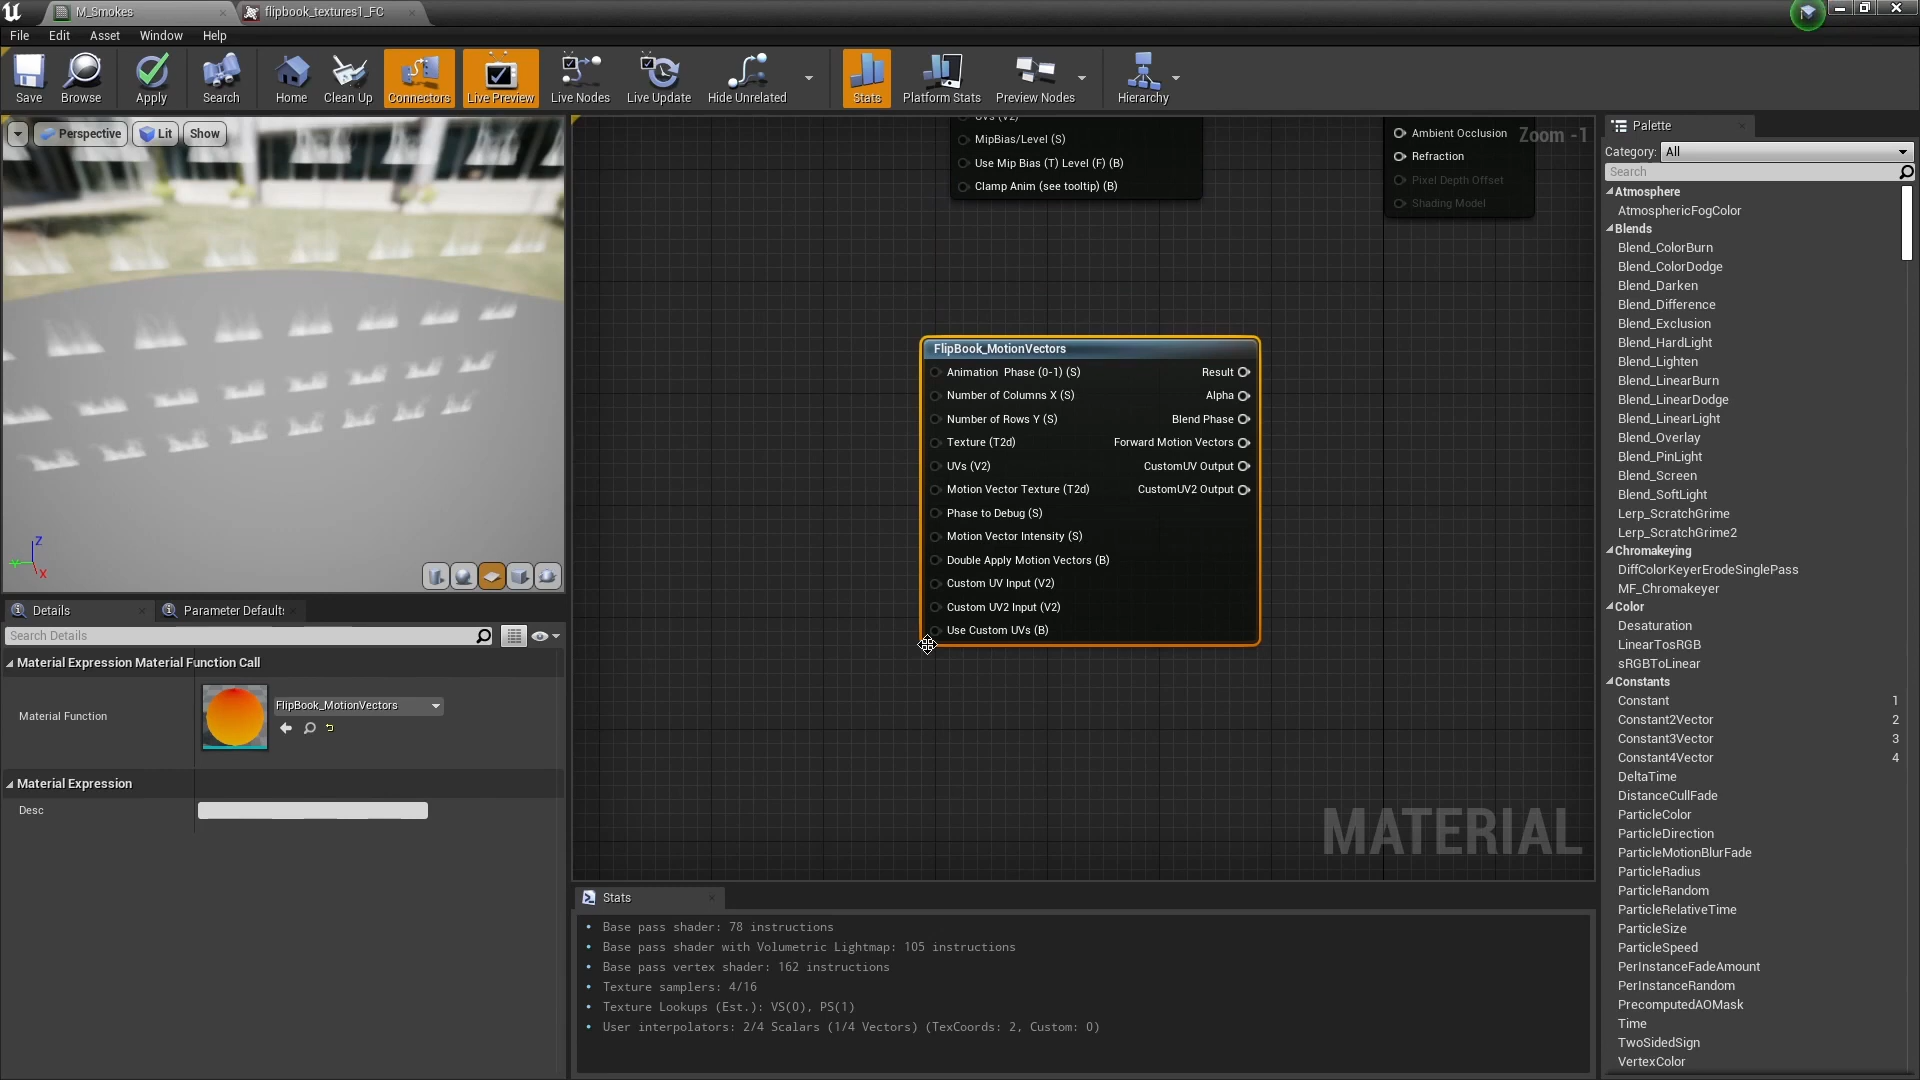 M_Smokes
flipbook_textures1_FC
File Edit Asset Window Help
Save
Browse
Apply
Search
Home
Clean Up
Connectors
Live Preview
Live Nodes
Live Update
Hide Unrelated
Stats
Platform Stats
Preview Nodes
Hierarchy
Perspective
Lit
Show
Z
Y
X
UVs (V2)
MipBias/Level (S)
Use Mip Bias (T) Level (F) (B)
Clamp Anim (see tooltip) (B)
Ambient Occlusion
Refraction
Pixel Depth Offset
Shading Model
Zoom -1
FlipBook_MotionVectors
Animation Phase (0-1) (S)
Number of Columns X (S)
Number of Rows Y (S)
Texture (T2d)
UVs (V2)
Motion Vector Texture (T2d)
Phase to Debug (S)
Motion Vector Intensity (S)
Double Apply Motion Vectors (B)
Custom UV Input (V2)
Custom UV2 Input (V2)
Use Custom UVs (B)
Result
Alpha
Blend Phase
Forward Motion Vectors
CustomUV Output
CustomUV2 Output
MATERIAL
Details
Parameter Defaults
Search Details
Material Expression Material Function Call
Material Function
FlipBook_MotionVectors
Material Expression
Desc
Stats
Base pass shader: 78 instructions
Base pass shader with Volumetric Lightmap: 105 instructions
Base pass vertex shader: 162 instructions
Texture samplers: 4/16
Texture Lookups (Est.): VS(0), PS(1)
User interpolators: 2/4 Scalars (1/4 Vectors) (TexCoords: 2, Custom: 0)
Palette
Category: All
Search
Atmosphere
AtmosphericFogColor
Blends
Blend_ColorBurn
Blend_ColorDodge
Blend_Darken
Blend_Difference
Blend_Exclusion
Blend_HardLight
Blend_Lighten
Blend_LinearBurn
Blend_LinearDodge
Blend_LinearLight
Blend_Overlay
Blend_PinLight
Blend_Screen
Blend_SoftLight
Lerp_ScratchGrime
Lerp_ScratchGrime2
Chromakeying
DiffColorKeyerErodeSinglePass
MF_Chromakeyer
Color
Desaturation
LinearTosRGB
sRGBToLinear
Constants
Constant 1
Constant2Vector 2
Constant3Vector 3
Constant4Vector 4
DeltaTime
DistanceCullFade
ParticleColor
ParticleDirection
ParticleMotionBlurFade
ParticleRadius
ParticleRandom
ParticleRelativeTime
ParticleSize
ParticleSpeed
PerInstanceFadeAmount
PerInstanceRandom
PrecomputedAOMask
Time
TwoSidedSign
VertexColor